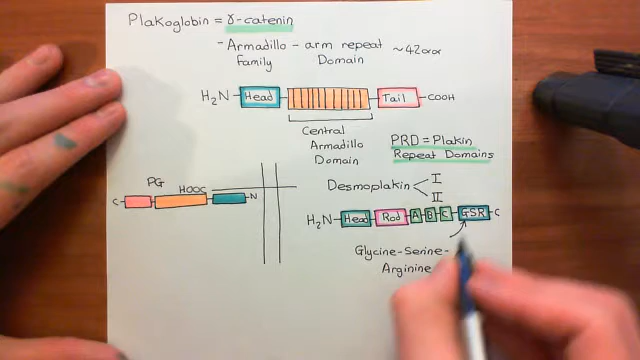 Plakoglobin = γ-catenin
- Armadillo - arm repeat ~42aa
Family Domain
H₂N Head Tail COOH
Central
Armadillo
Domain
PRD = Plakin
Repeat Domains
PG
HOOC
C N
Desmoplakin I
II
H₂N Head Rod A B C GSR C
Glycine-Serine-
Arginine